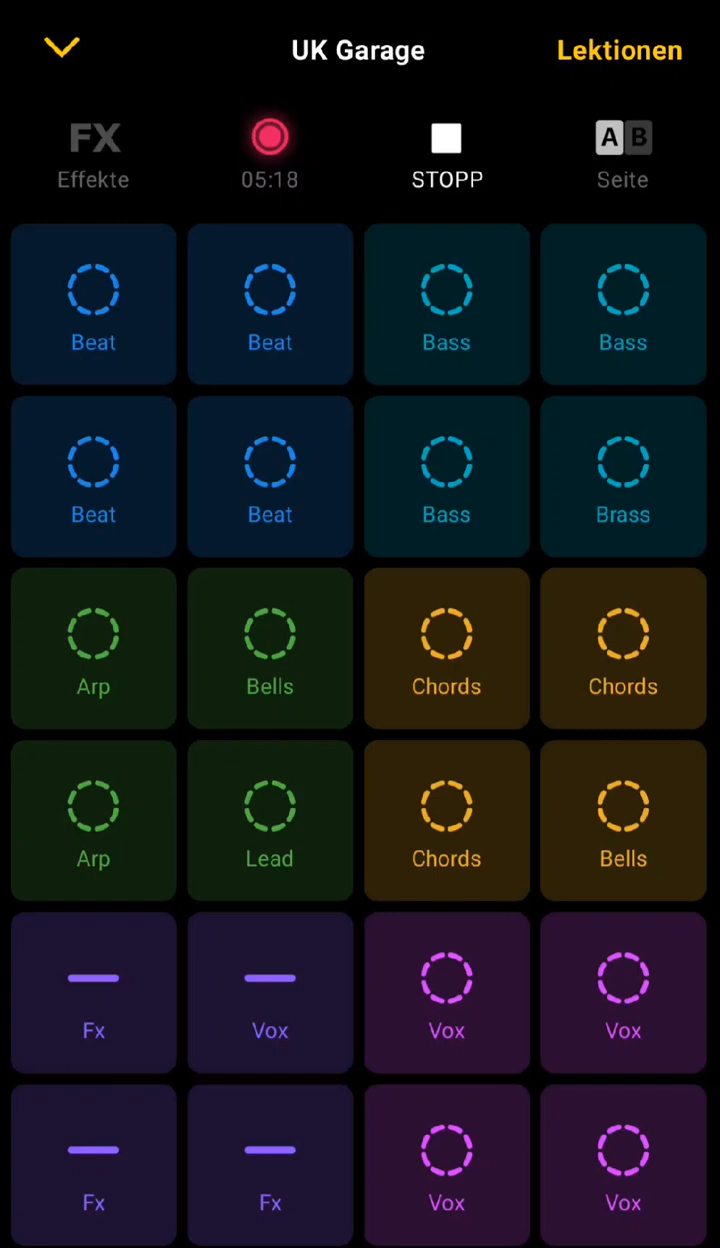 UK Garage Lektionen
FX A B
Effekte 05:18 STOPP Seite
Beat Beat Bass Bass
Beat Beat Bass Brass
Arp Bells Chords Chords
Arp Lead Chords Bells
Fx Vox Vox Vox
Fx Fx Vox Vox